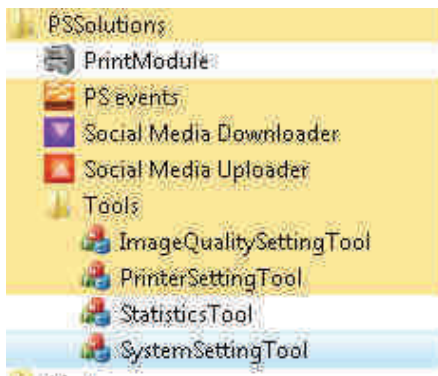 PSSolutions
PrintModule
PS events
Social Media Downloader
Social Media Uploader
Tools
ImageQualitySettingTool
PrinterSettingTool
StatisticsTool
SystemSettingTool